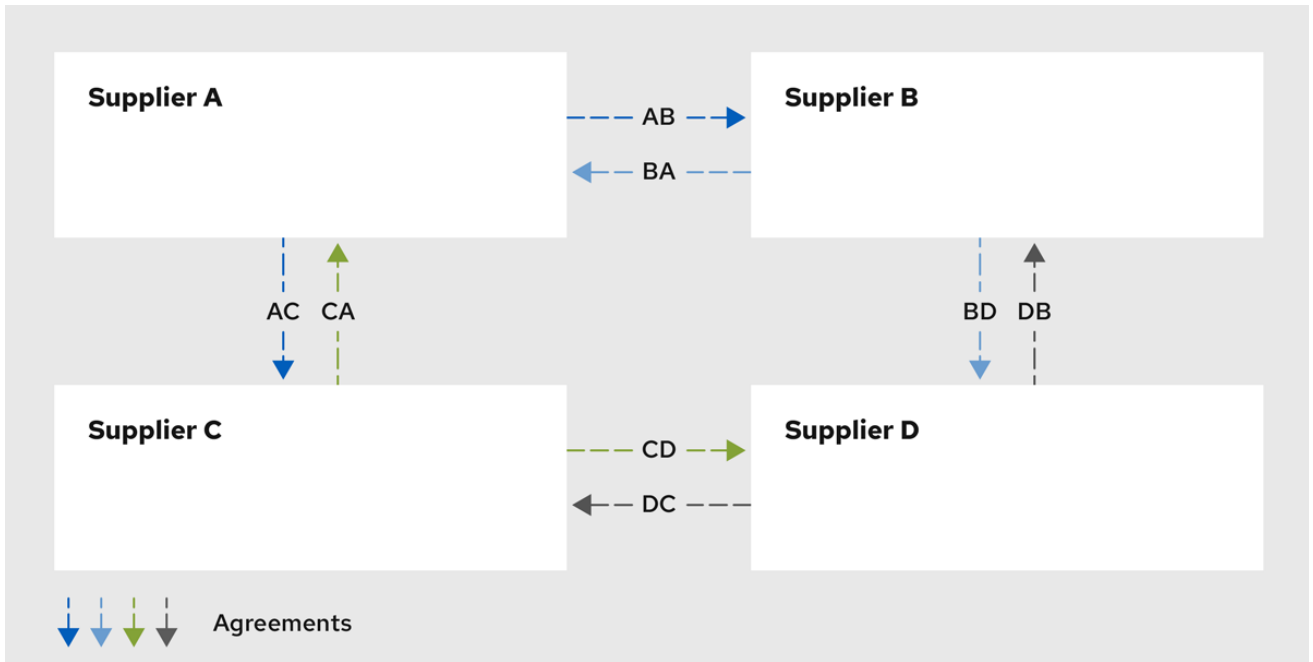 Supplier A
Supplier B
AB
BA
AC CA
BD DB
Supplier C
Supplier D
CD
DC
Agreements